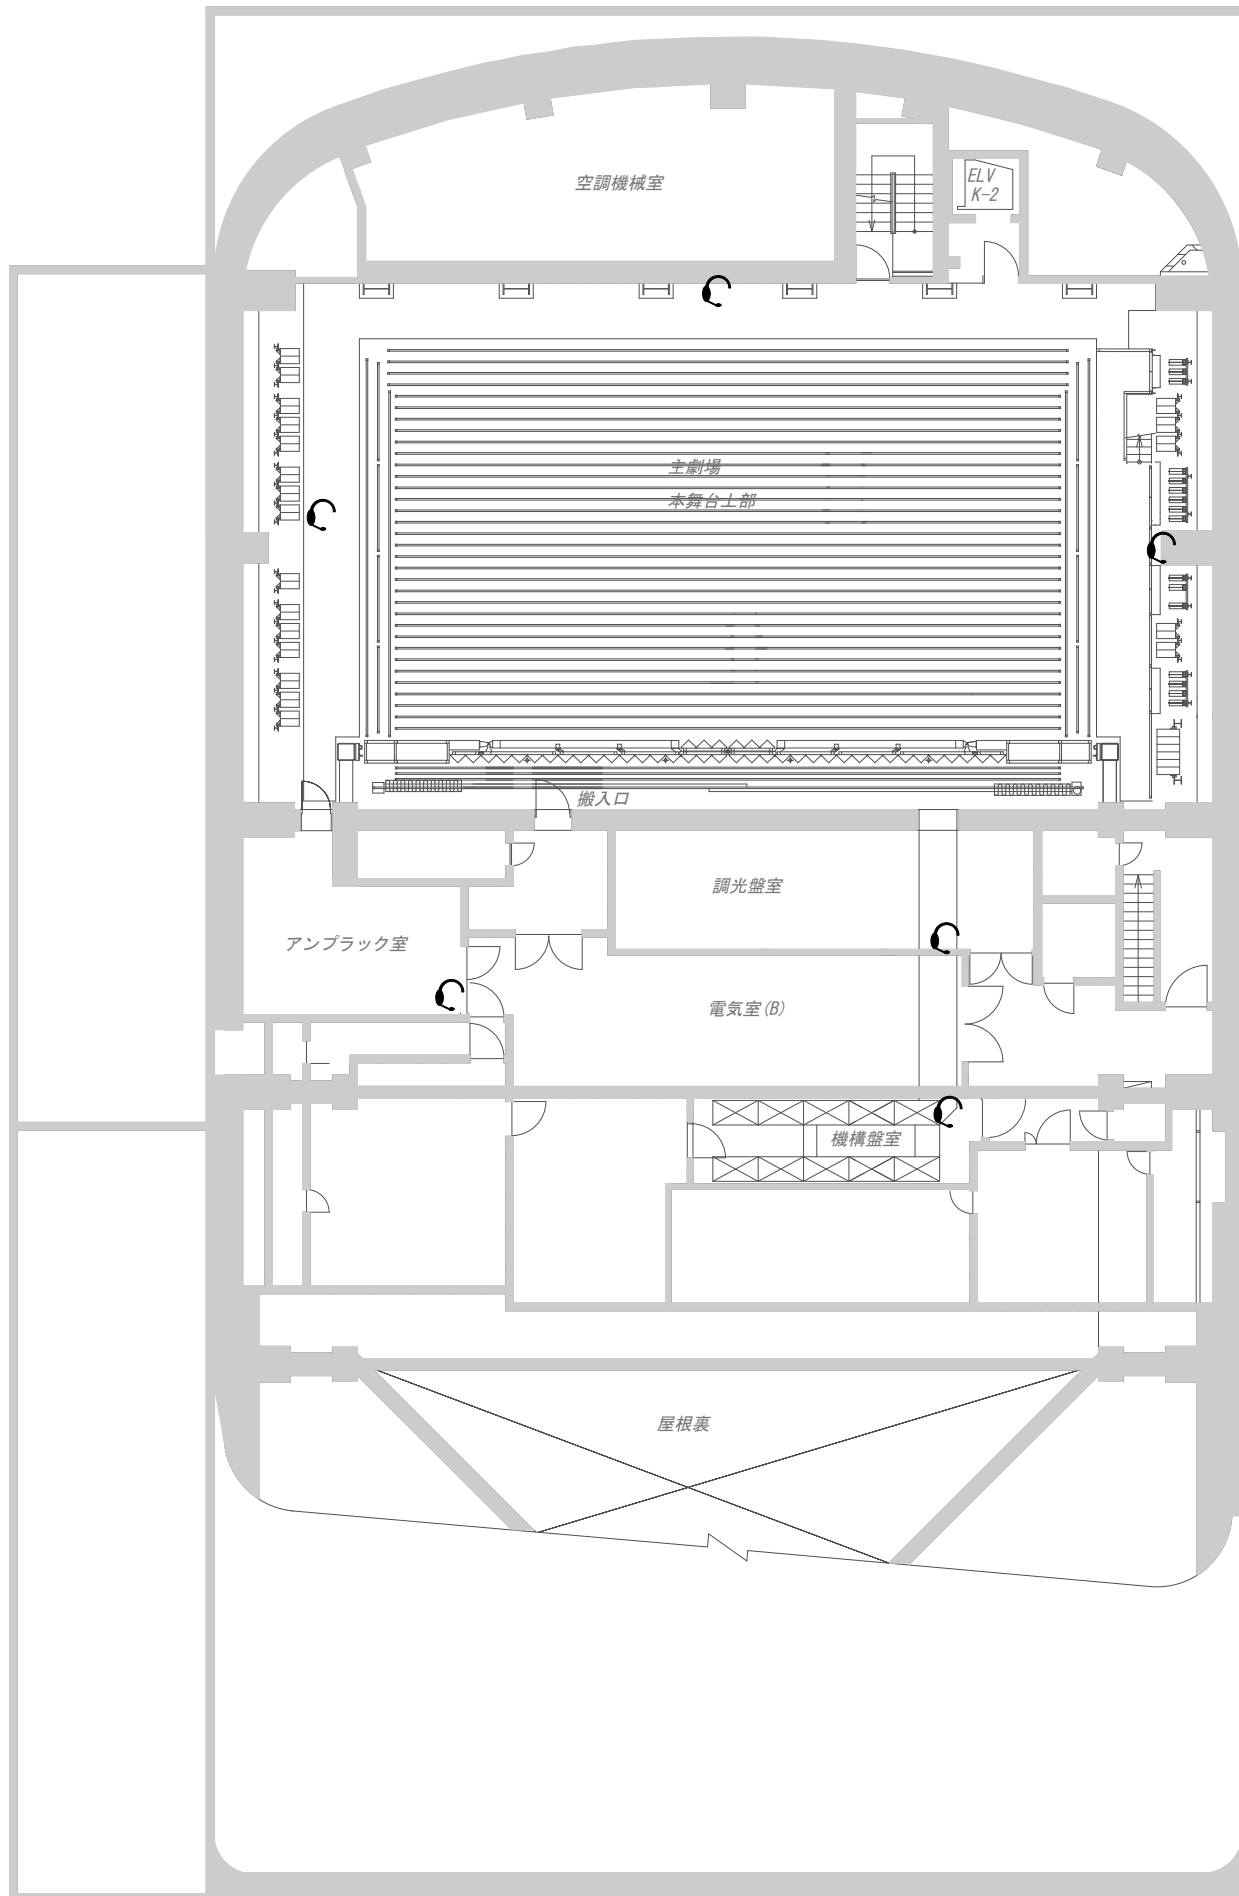 空調機械室
ELV
K-2
主劇場
本舞台上部
搬入口
調光盤室
アンプラック室
電気室(B)
機構盤室
屋根裏